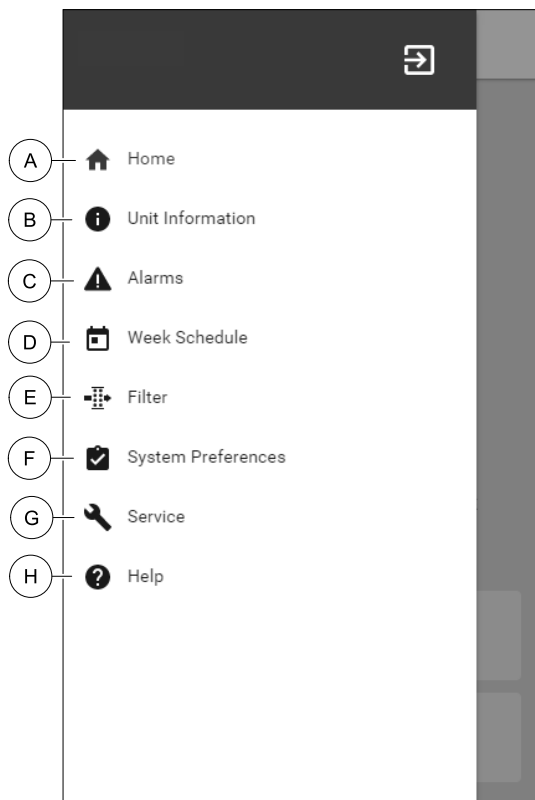 A Home
B Unit Information
C Alarms
D Week Schedule
E Filter
F System Preferences
G Service
H Help